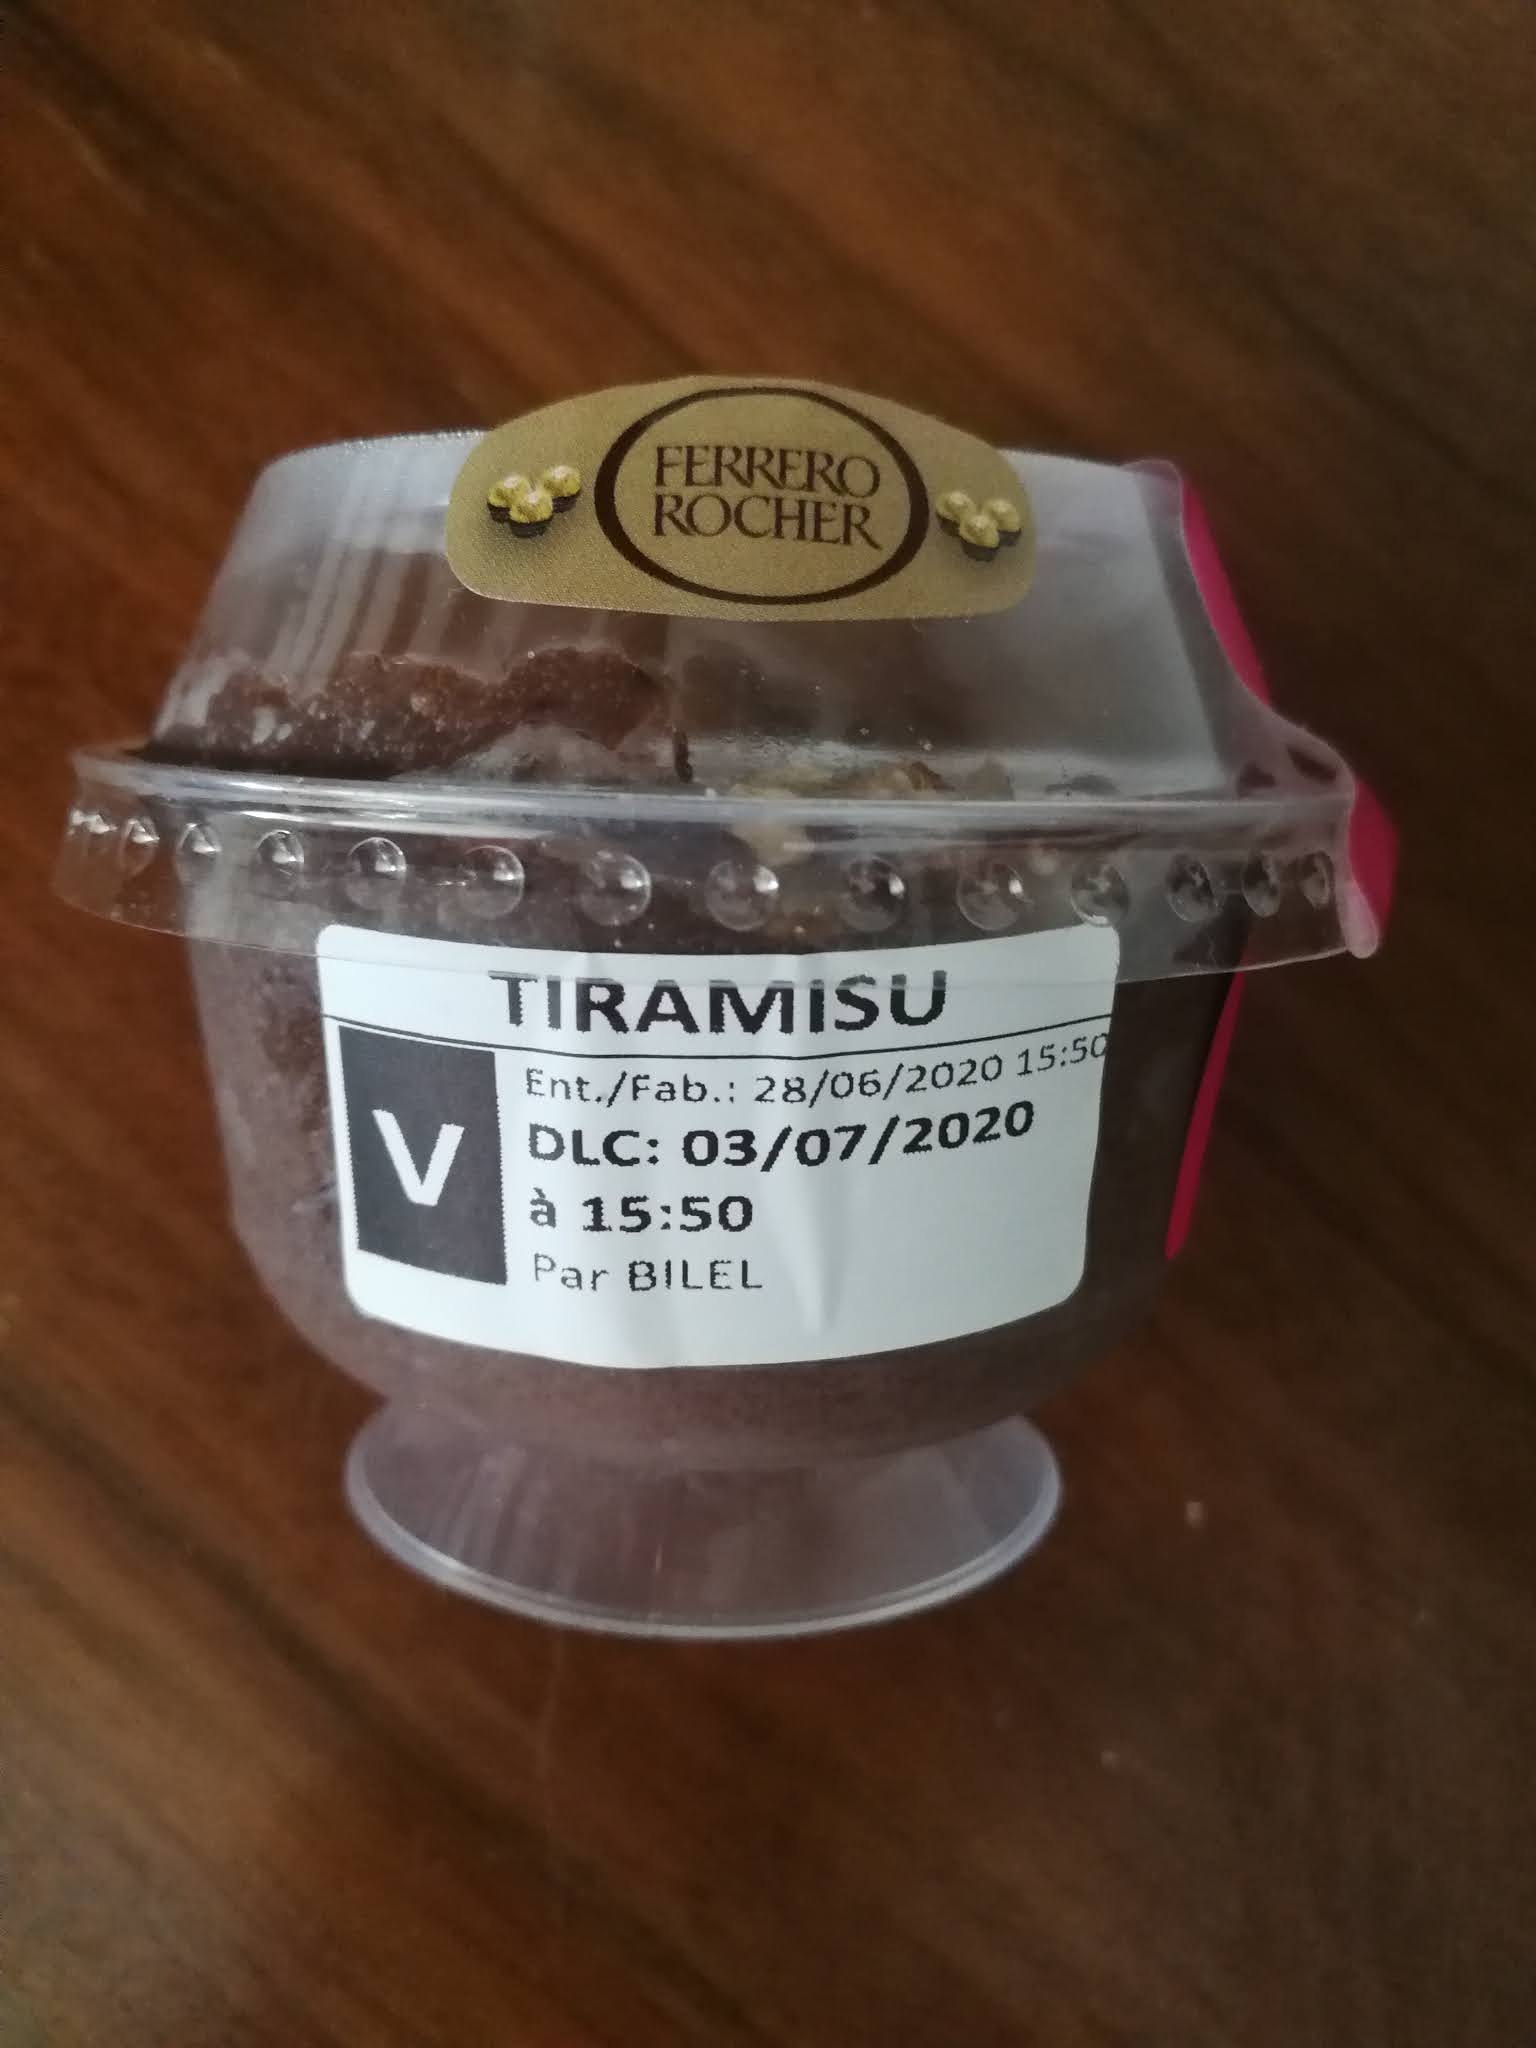 FERRERO
ROCHER
TIRAMISU
V
Ent./Fab.: 28/06/2020 15:50
DLC: 03/07/2020
à 15:50
Par BILEL